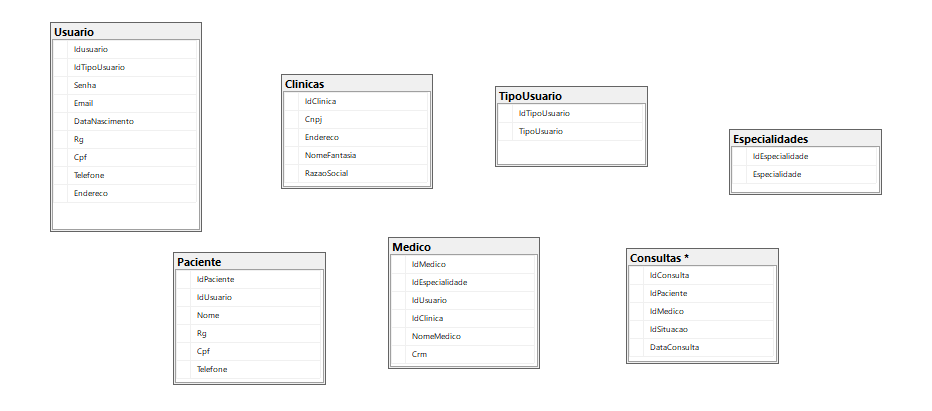 Usuario
Idusuario
IdTipoUsuario
Senha
Email
DataNascimento
Rg
Cpf
Telefone
Endereco
Clinicas
IdClinica
Cnpj
Endereco
NomeFantasia
RazaoSocial
TipoUsuario
IdTipoUsuario
TipoUsuario
Especialidades
IdEspecialidade
Especialidade
Paciente
IdPaciente
IdUsuario
Nome
Rg
Cpf
Telefone
Medico
IdMedico
IdEspecialidade
IdUsuario
IdClinica
NomeMedico
Crm
Consultas *
IdConsulta
IdPaciente
IdMedico
IdSituacao
DataConsulta